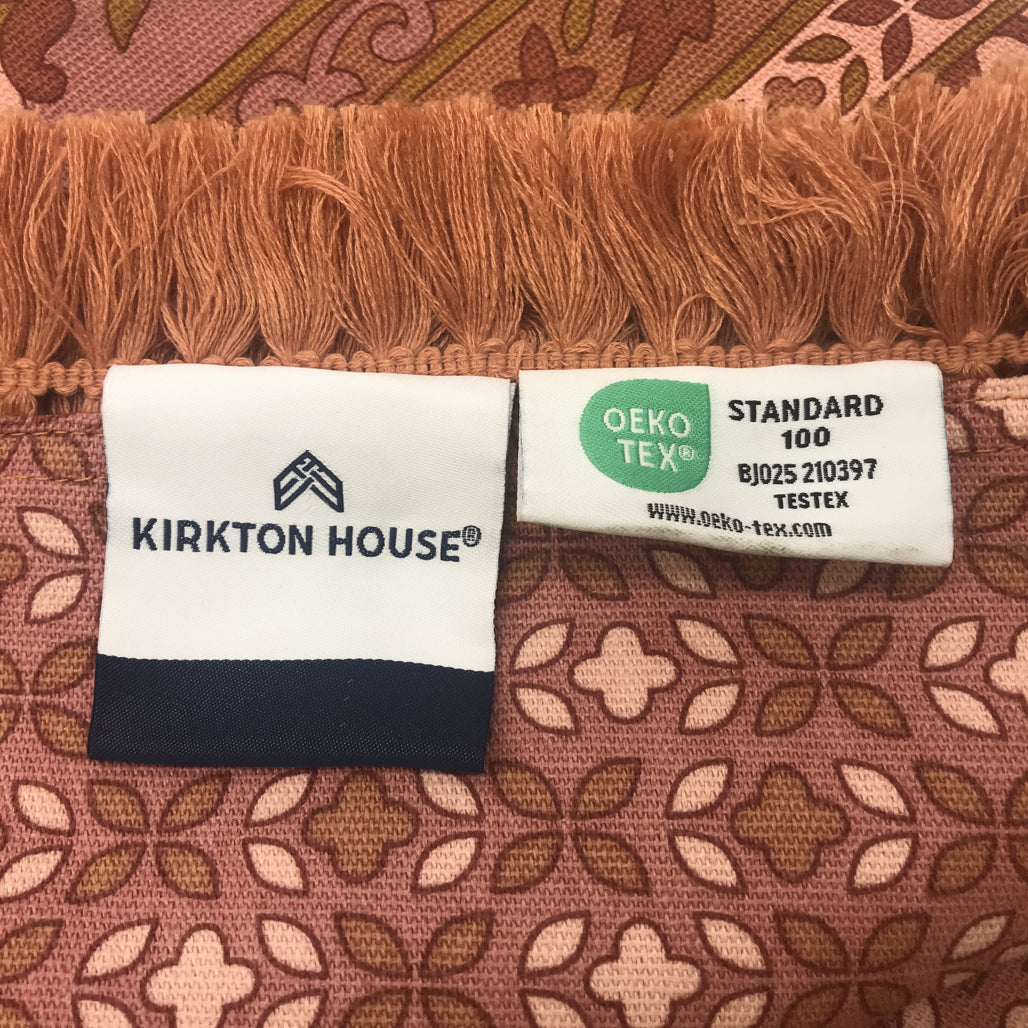 KIRKTON HOUSE®
OEKO
TEX®
STANDARD
100
BJ025 210397
TESTEX
www.oeko-tex.com